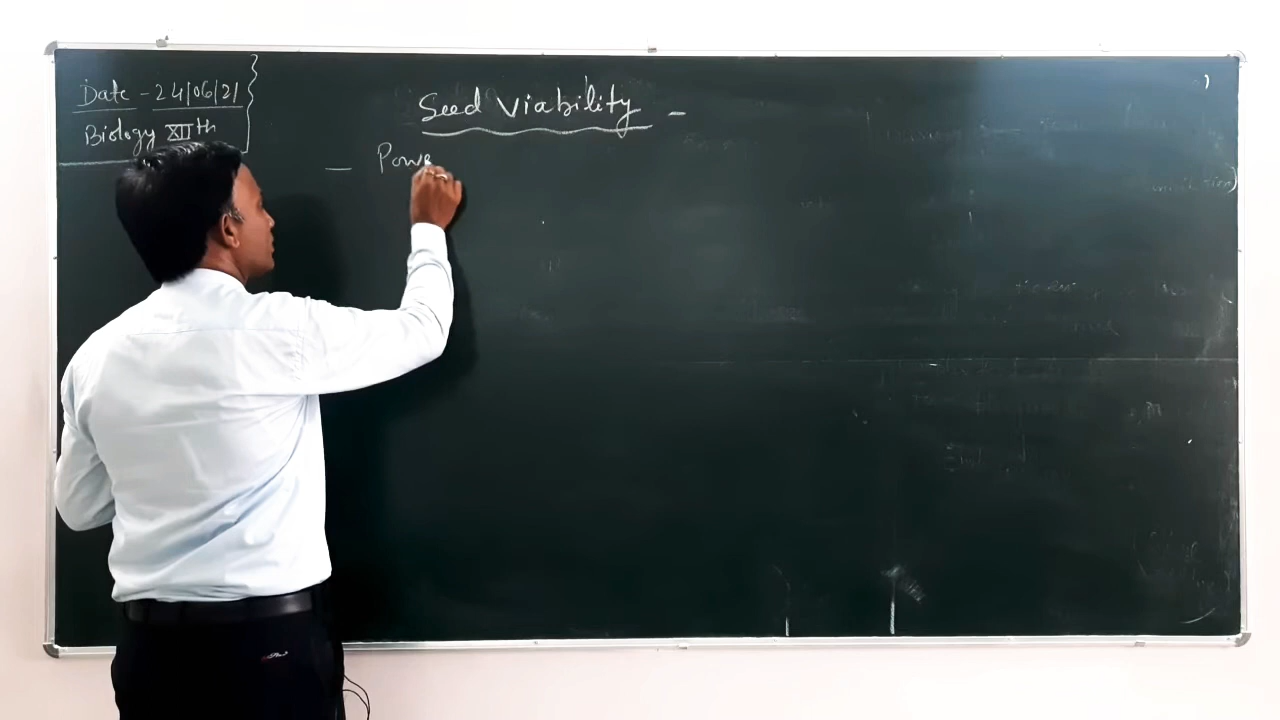 Date - 24/06/21
Biology XIIth
Seed Viability -
— Powe